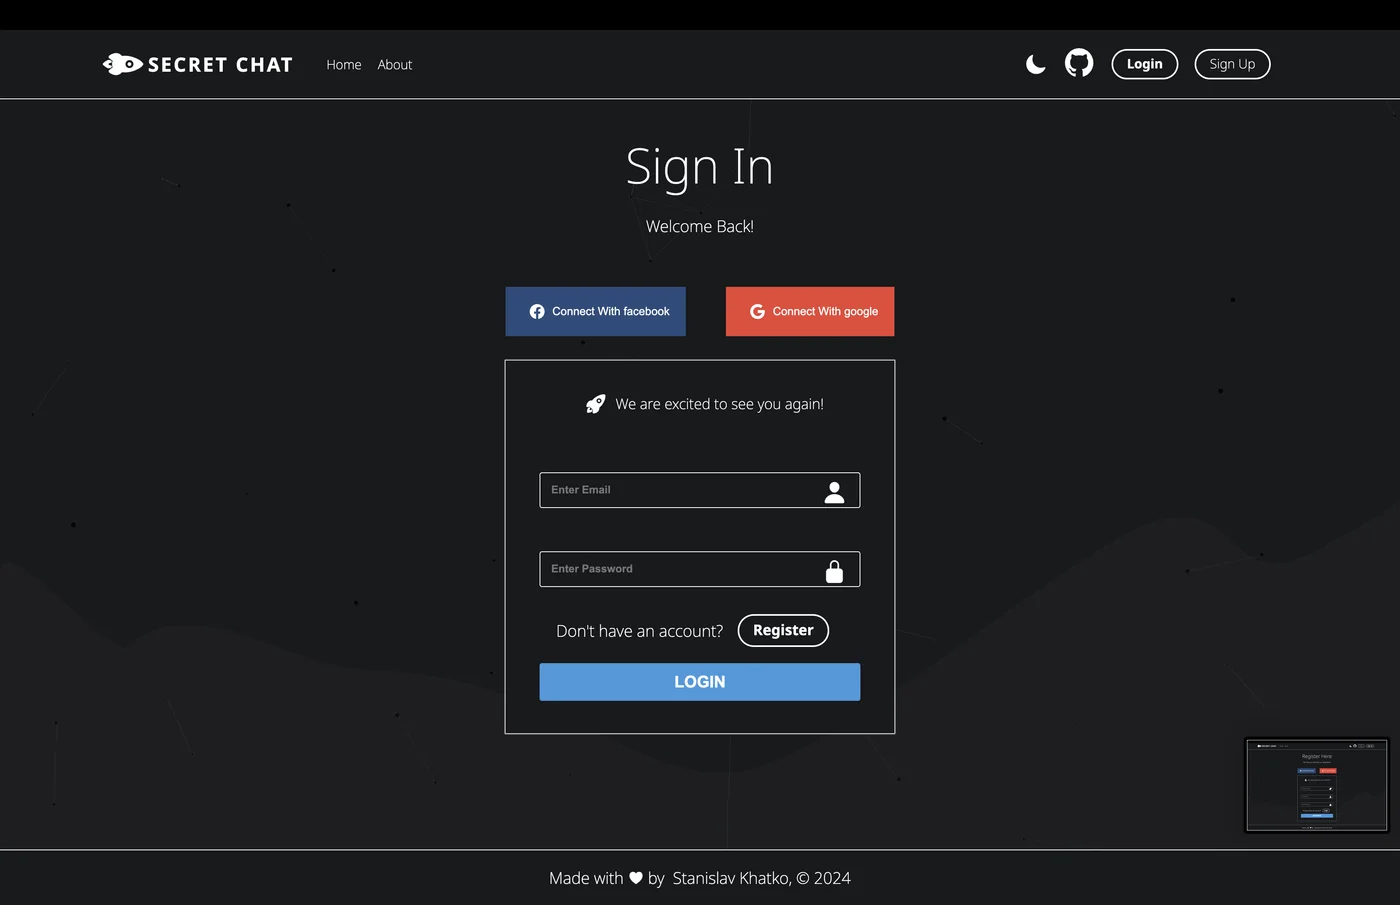 SECRET CHAT
Home
About
Login
Sign Up
Sign In
Welcome Back!
Connect With facebook
Connect With google
We are excited to see you again!
Enter Email
Enter Password
Don't have an account?
Register
LOGIN
Register Here
Made with by Stanislav Khatko, © 2024